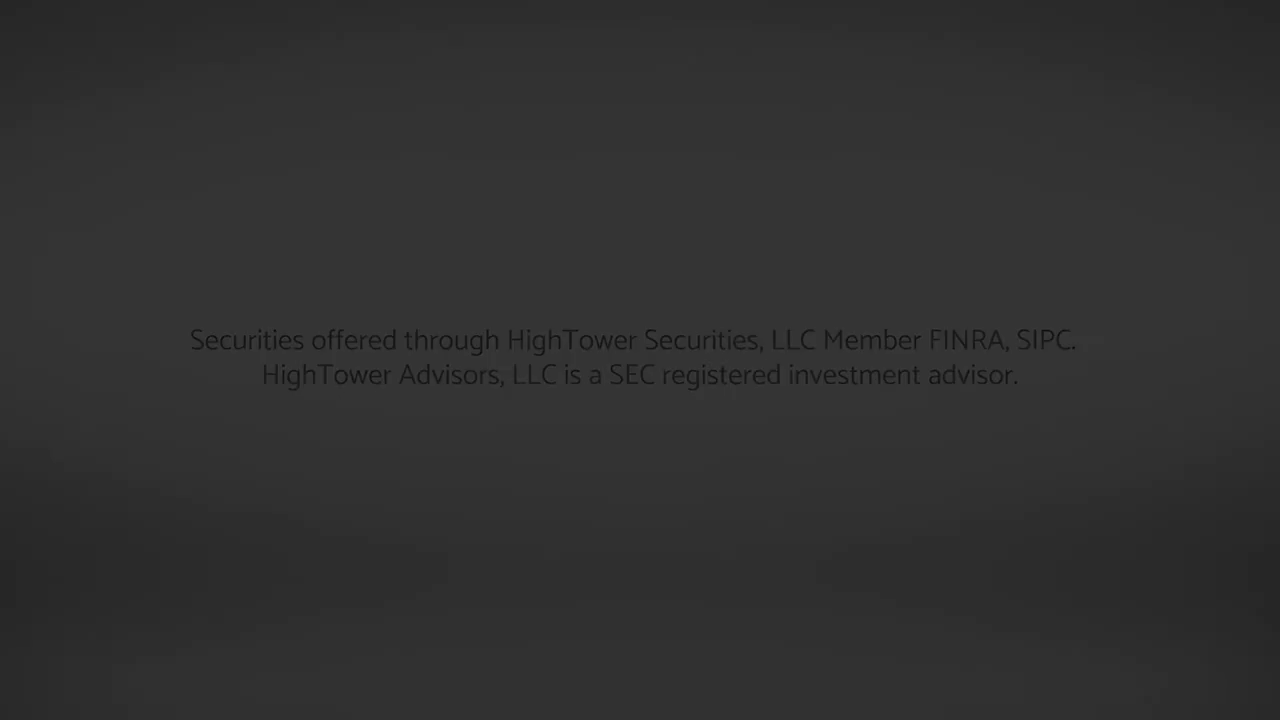 Securities offered through HighTower Securities, LLC Member FINRA, SIPC.
HighTower Advisors, LLC is a SEC registered investment advisor.